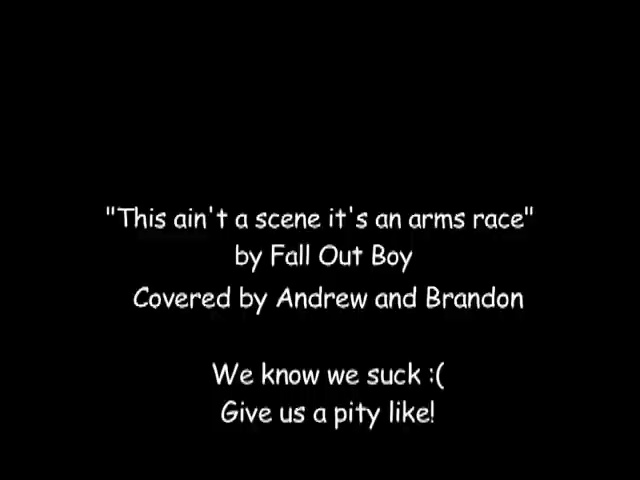 "This ain't a scene it's an arms race"
by Fall Out Boy
Covered by Andrew and Brandon
We know we suck :(
Give us a pity like!